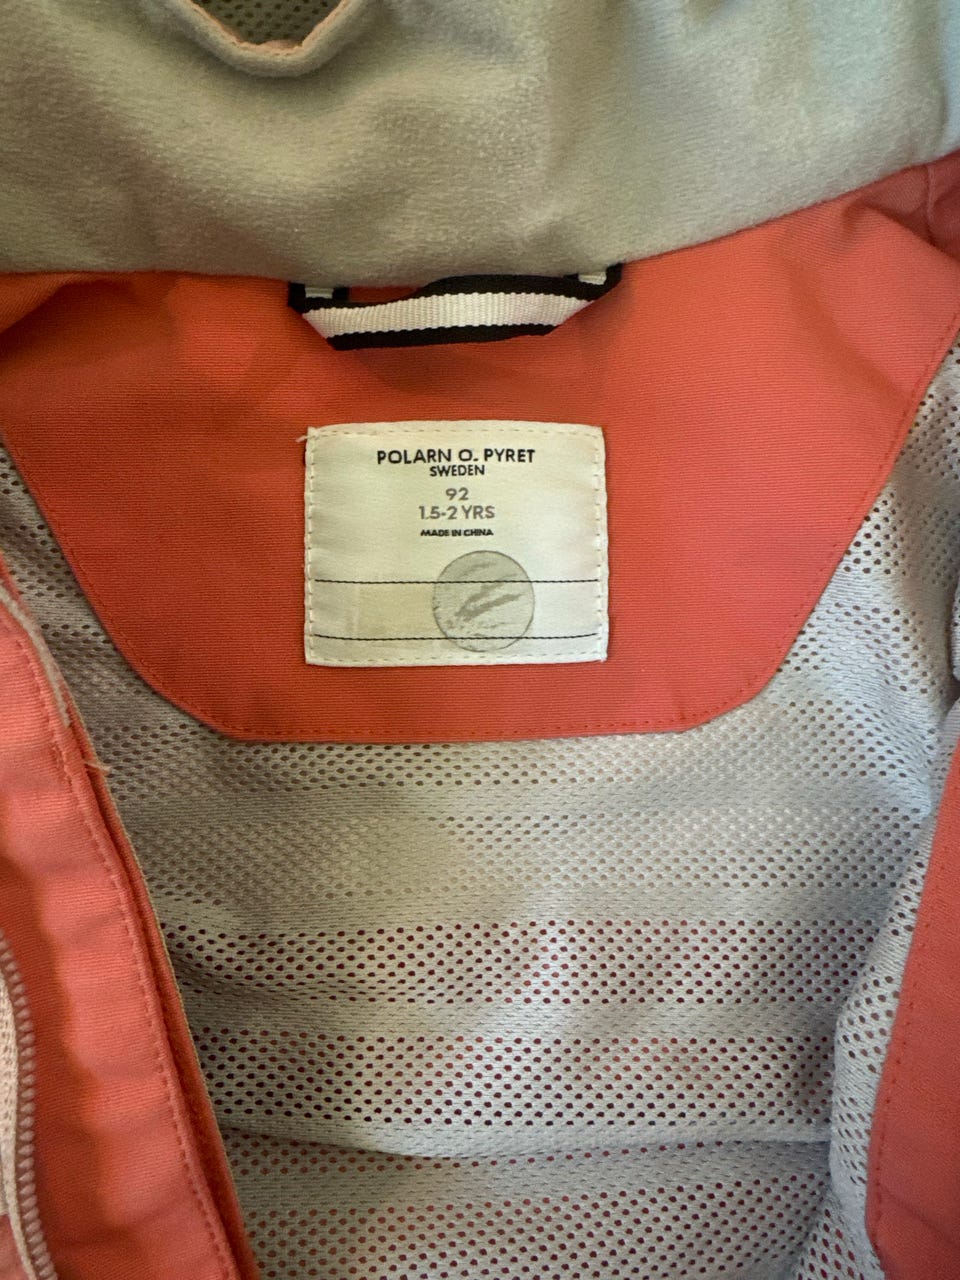 POLARN O. PYRET
SWEDEN
92
1.5-2 YRS
MADE IN CHINA